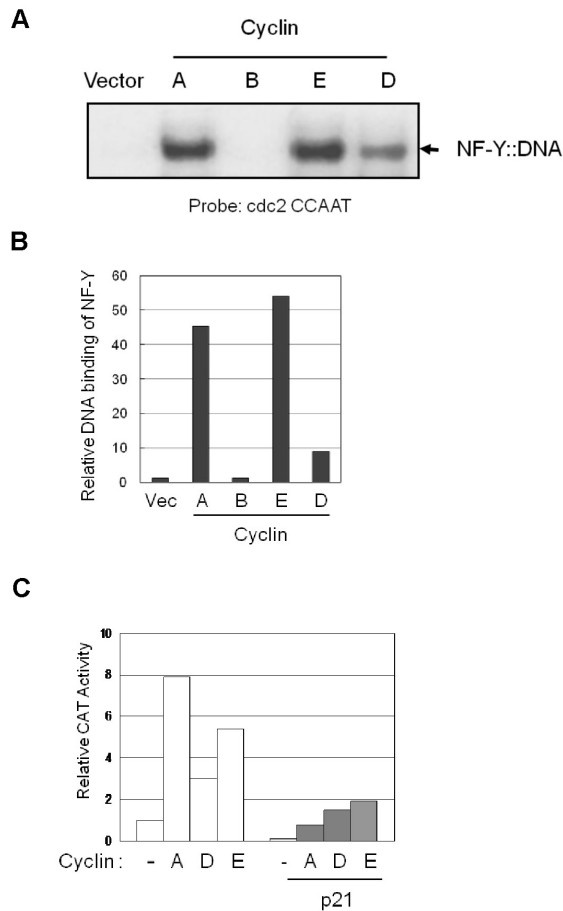 A
Cyclin
Vector A B E D
NF-Y::DNA
Probe: cdc2 CCAAT
B
Relative DNA binding of NF-Y
60
50
40
30
20
10
0
Vec A B E D
Cyclin
C
Relative CAT Activity
10
8
6
4
2
0
Cyclin : - A D E - A D E
p21